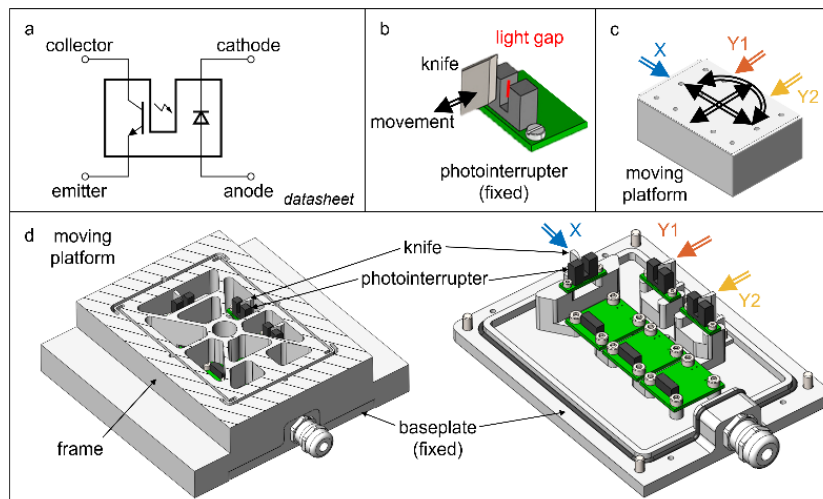 a
collector
cathode
emitter
anode
datasheet
b
light gap
knife
movement
photointerrupter
(fixed)
c
X
Y1
Y2
moving
platform
d
moving
platform
knife
photointerrupter
frame
baseplate
(fixed)
X
Y1
Y2